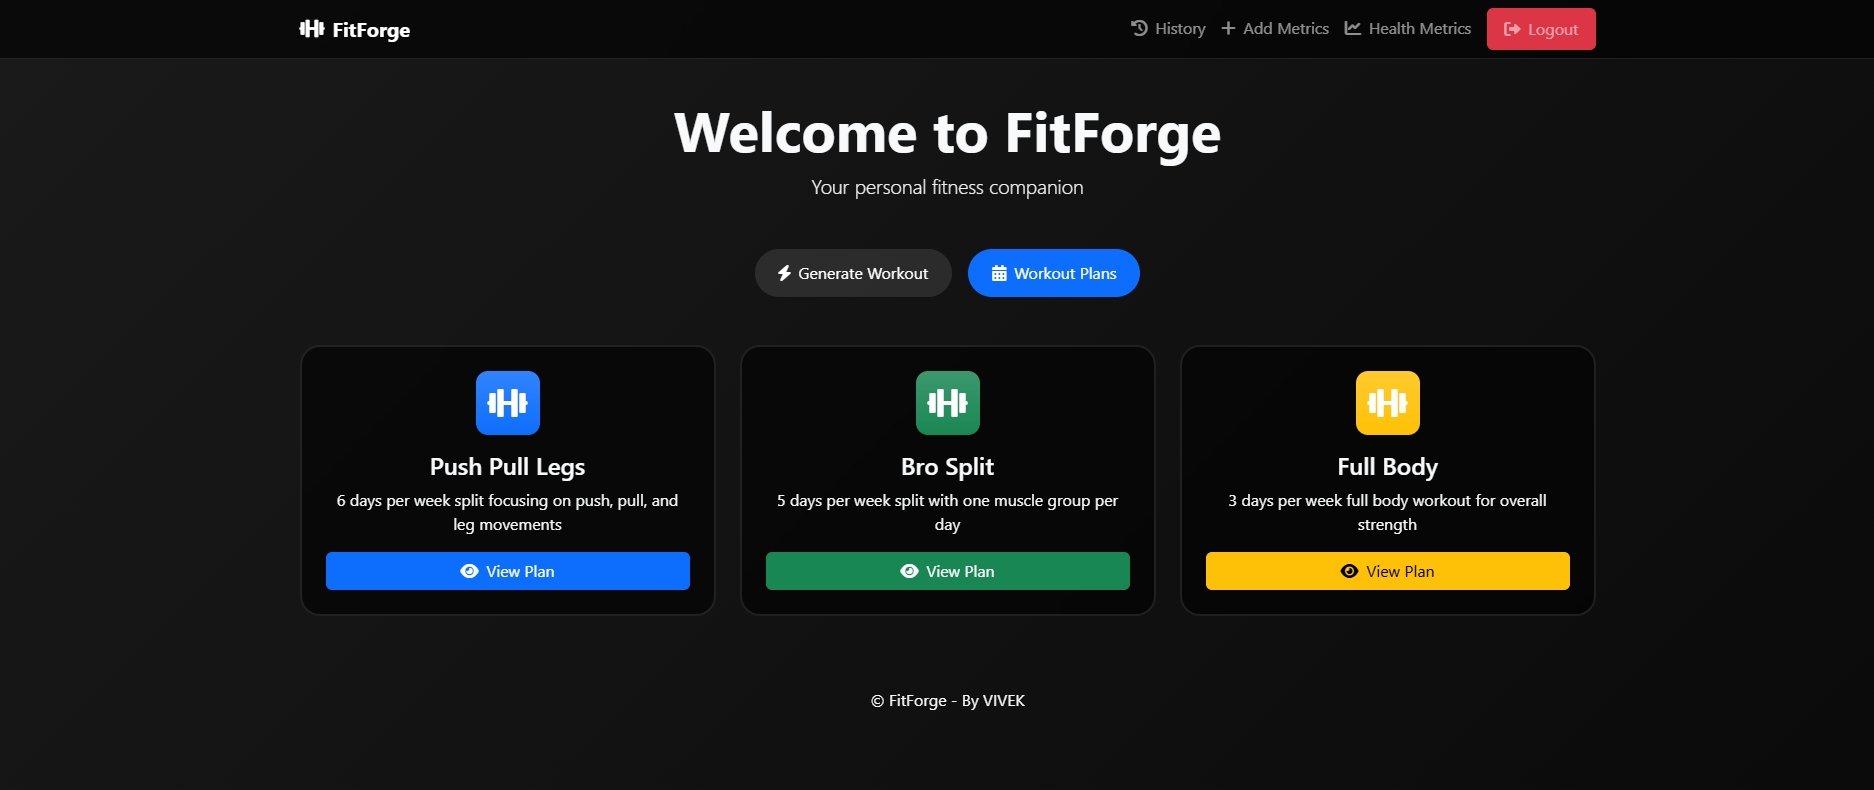 FitForge
History
Add Metrics
Health Metrics
Logout
Welcome to FitForge
Your personal fitness companion
Generate Workout
Workout Plans
Push Pull Legs
6 days per week split focusing on push, pull, and
leg movements
View Plan
Bro Split
5 days per week split with one muscle group per
day
View Plan
Full Body
3 days per week full body workout for overall
strength
View Plan
© FitForge - By VIVEK